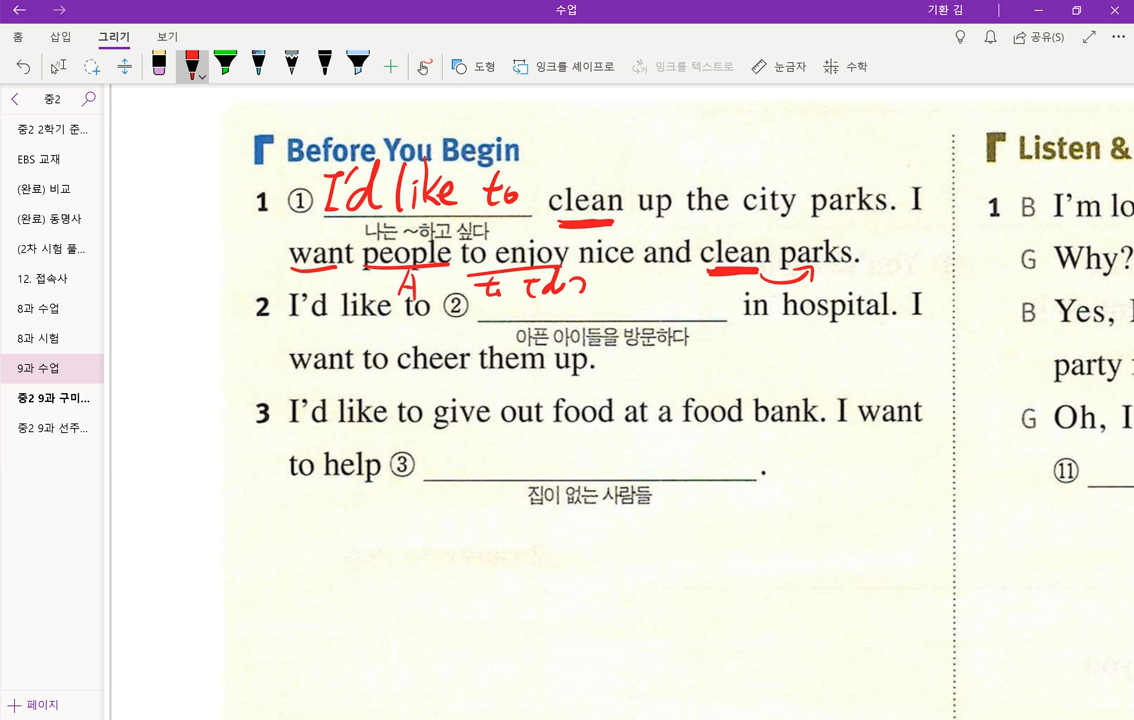 수업
기환 김
홈 삽입 그리기 보기
공유(S)
도형 잉크를 셰이프로 잉크를 텍스트로 눈금자 수학
중2
중2 2학기 준...
EBS 교재
(완료) 비교
(완료) 동명사
(2차 시험 풀...
12. 접속사
8과 수업
8과 시험
9과 수업
중2 9과 구미...
중2 9과 선주...
페이지
Before You Begin
1 ① I'd like to clean up the city parks. I
나는 ~하고 싶다
want people to enjoy nice and clean parks.
A
2 I'd like to ② in hospital. I
아픈 아이들을 방문하다
want to cheer them up.
3 I'd like to give out food at a food bank. I want
to help ③ .
집이 없는 사람들
Listen &
1 B I'm lo
G Why?
B Yes, I
party
G Oh, I
⑪